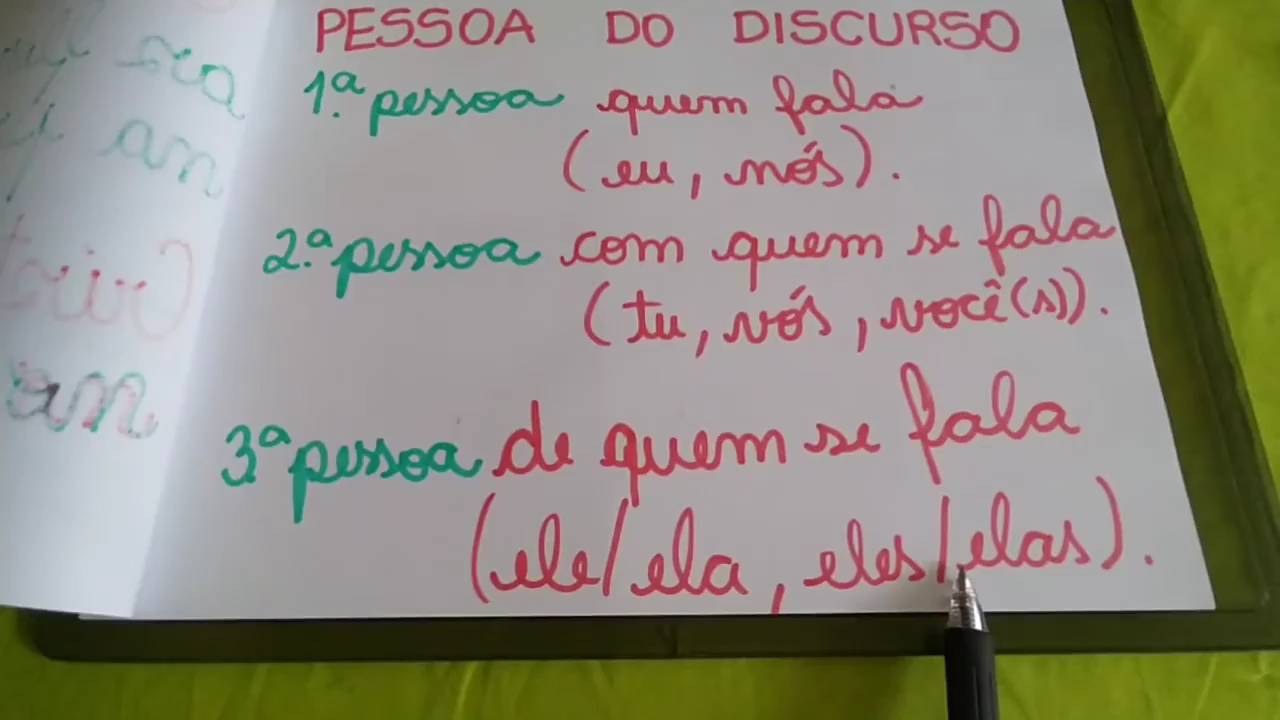 PESSOA DO DISCURSO
1.ª pessoa quem fala
(eu, nós).
2.ª pessoa com quem se fala
(tu, vós, você(s)).
3.ª pessoa de quem se fala
(ele/ela, eles/elas).